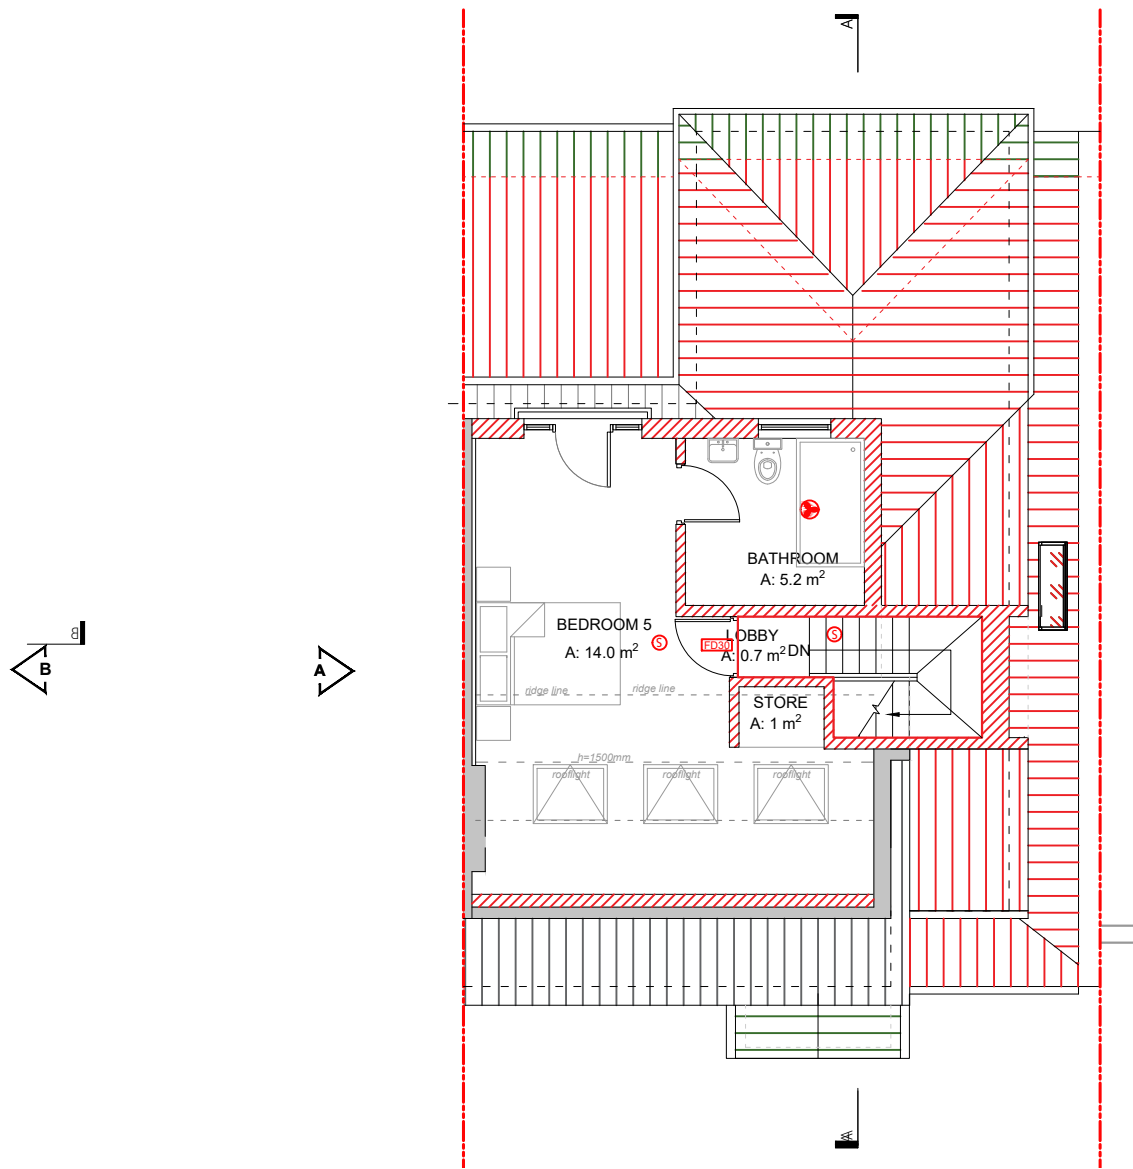 A
BATHROOM
A: 5.2 m²
BEDROOM 5
A: 14.0 m²
S
FD30
LOBBY
A: 0.7 m²
S
DN
B
B
A
ridge line
ridge line
STORE
A: 1 m²
h=1500mm
rooflight
rooflight
rooflight